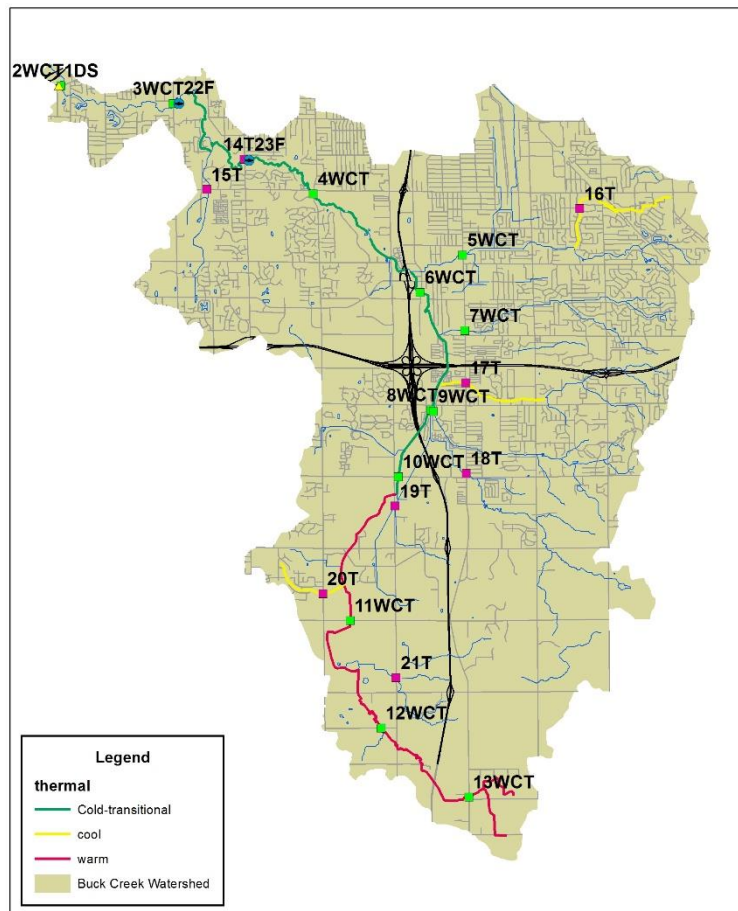 2WCT1DS
3WCT22F
14T23F
15T
4WCT
16T
5WCT
6WCT
7WCT
17T
8WCT9WCT
18T
10WCT
19T
20T
11WCT
21T
12WCT
13WCT
Legend
thermal
Cold-transitional
cool
warm
Buck Creek Watershed